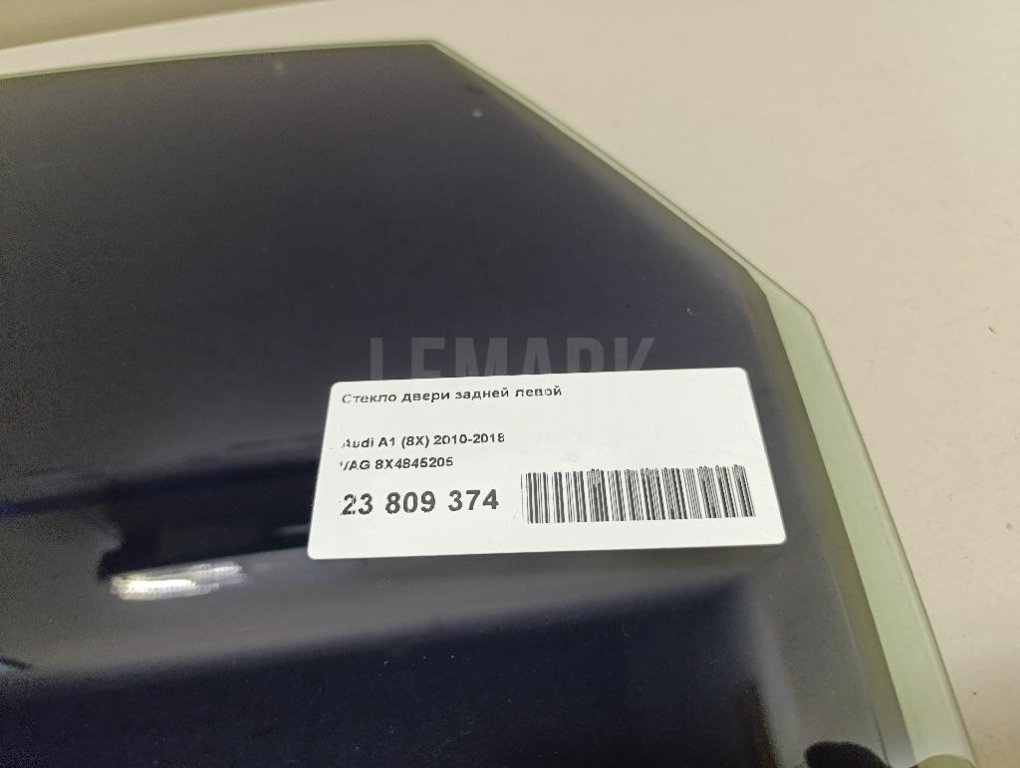 LEMARK
Стекло двери задней левой
Audi A1 (8X) 2010-2018
VAG 8X4845205
23 809 374